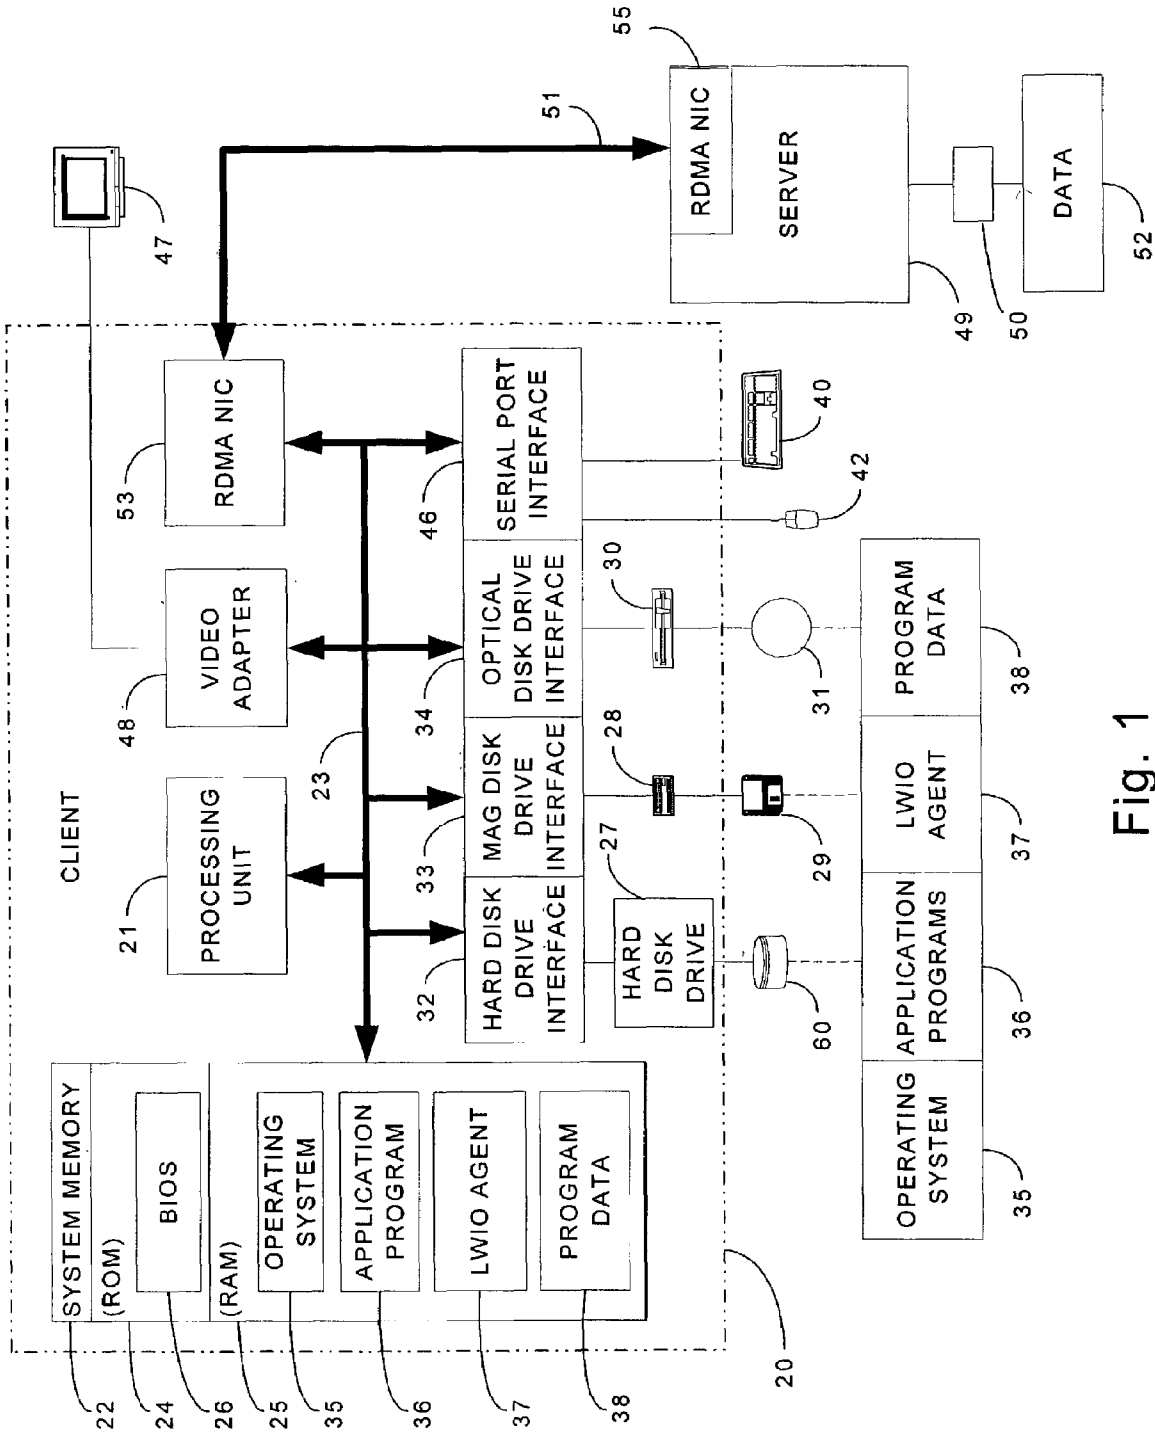 22
24
26
25
35
36
37
38
SYSTEM MEMORY
(ROM)
BIOS
(RAM)
OPERATING
SYSTEM
APPLICATION
PROGRAM
LWIO AGENT
PROGRAM
DATA
20
CLIENT
21
PROCESSING
UNIT
48
VIDEO
ADAPTER
53
RDMA NIC
47
23
32
HARD DISK
DRIVE
INTERFACE
33
MAG DISK
DRIVE
INTERFACE
34
OPTICAL
DISK DRIVE
INTERFACE
46
SERIAL PORT
INTERFACE
27
HARD
DISK
DRIVE
28
30
60
29
31
42
40
OPERATING
SYSTEM
35
APPLICATION
PROGRAMS
36
LWIO
AGENT
37
PROGRAM
DATA
38
51
55
RDMA NIC
SERVER
49
50
DATA
52
Fig. 1